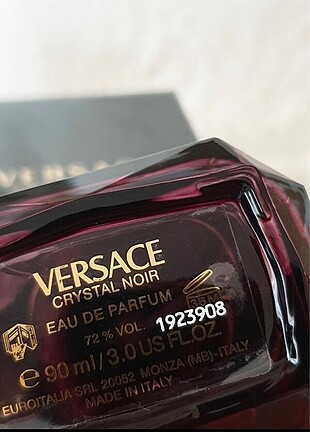 VERSACE
CRYSTAL NOIR
EAU DE PARFUM
72% VOL. 1923908
e 90 ml / 3.0 US FL.OZ
EUROITALIA SRL 20052 MONZA (MB)-ITALY
MADE IN ITALY